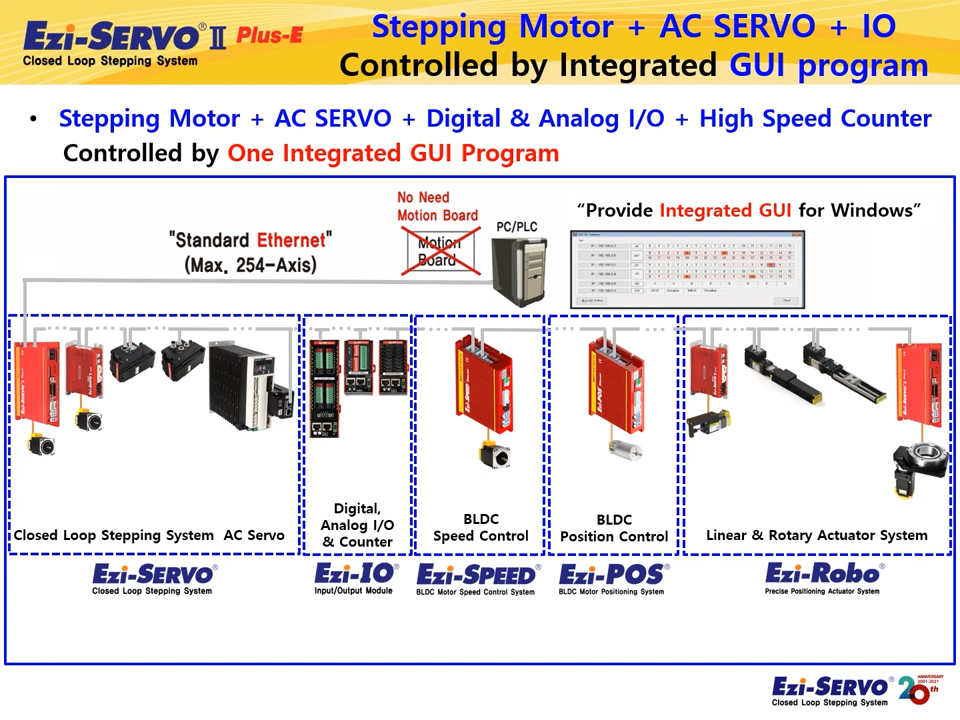 Ezi-SERVO® II Plus-E
Closed Loop Stepping System
Stepping Motor + AC SERVO + IO
Controlled by Integrated GUI program
• Stepping Motor + AC SERVO + Digital & Analog I/O + High Speed Counter
Controlled by One Integrated GUI Program
No Need
Motion Board
Motion
Board
PC/PLC
"Standard Ethernet"
(Max. 254-Axis)
“Provide Integrated GUI for Windows”
Closed Loop Stepping System AC Servo
Digital,
Analog I/O
& Counter
BLDC
Speed Control
BLDC
Position Control
Linear & Rotary Actuator System
Ezi-SERVO®
Closed Loop Stepping System
Ezi-IO®
Input/Output Module
Ezi-SPEED®
BLDC Motor Speed Control System
Ezi-POS®
BLDC Motor Positioning System
Ezi-Robo®
Precise Positioning Actuator System
Ezi-SERVO®
Closed Loop Stepping System
ANNIVERSARY
2001-2021
20th